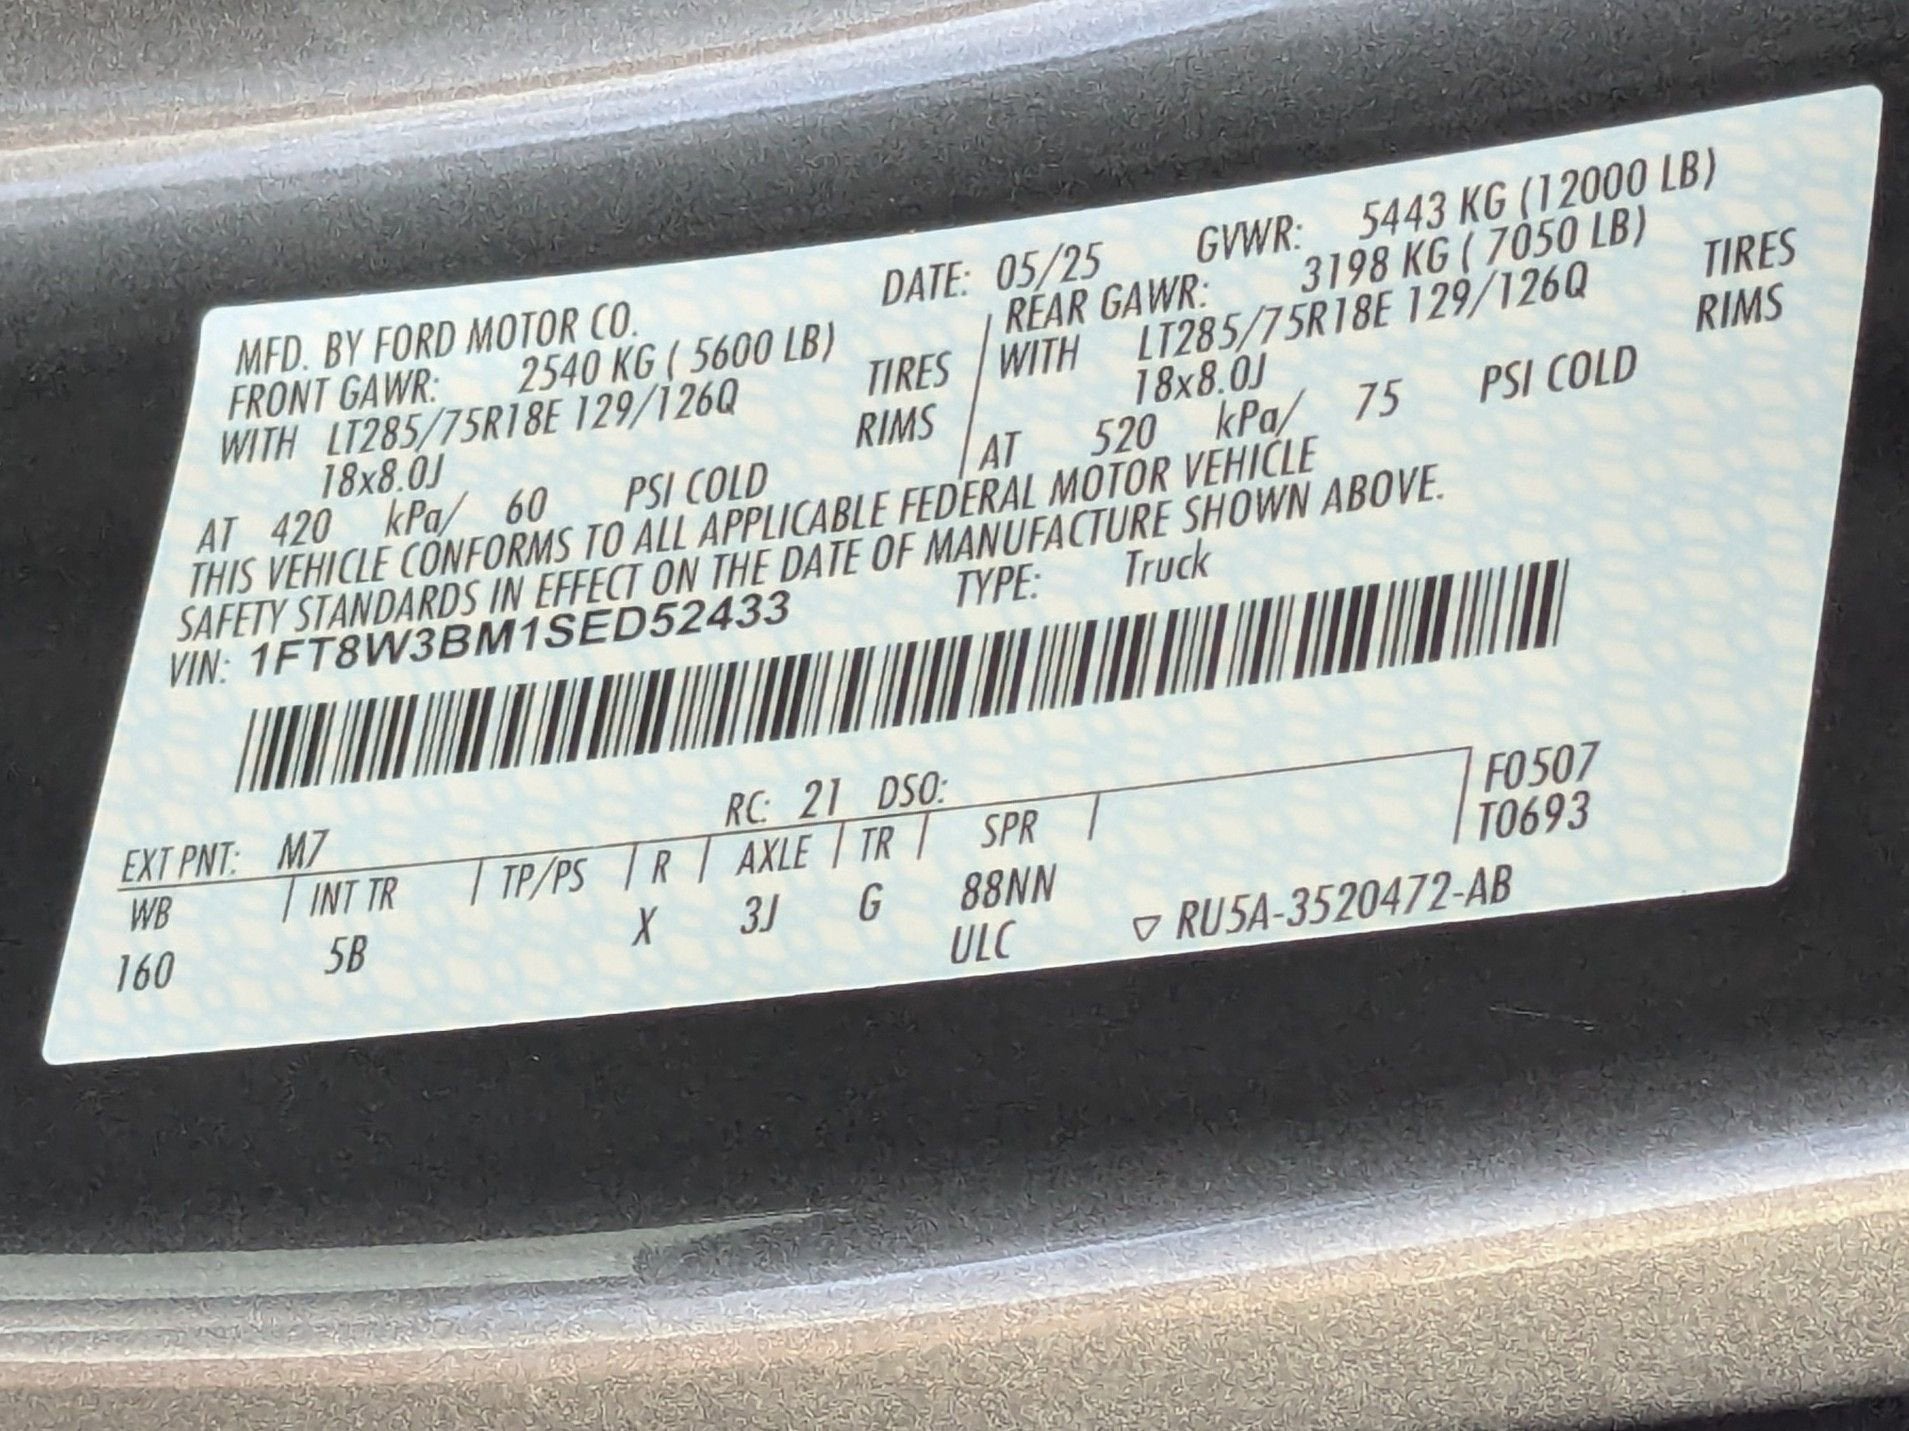 MFD. BY FORD MOTOR CO. DATE: 05/25 GVWR: 5443 KG (12000 LB)
FRONT GAWR: 2540 KG ( 5600 LB) REAR GAWR: 3198 KG ( 7050 LB)
WITH LT285/75R18E 129/126Q TIRES WITH LT285/75R18E 129/126Q TIRES
18x8.0J RIMS 18x8.0J RIMS
AT 420 kPa/ 60 PSI COLD AT 520 kPa/ 75 PSI COLD
THIS VEHICLE CONFORMS TO ALL APPLICABLE FEDERAL MOTOR VEHICLE
SAFETY STANDARDS IN EFFECT ON THE DATE OF MANUFACTURE SHOWN ABOVE.
VIN: 1FT8W3BM1SED52433 TYPE: Truck
EXT PNT: M7 RC: 21 DSO: F0507
WB INT TR TP/PS R AXLE TR SPR T0693
160 5B X 3J G 88NN
ULC ▽ RU5A-3520472-AB